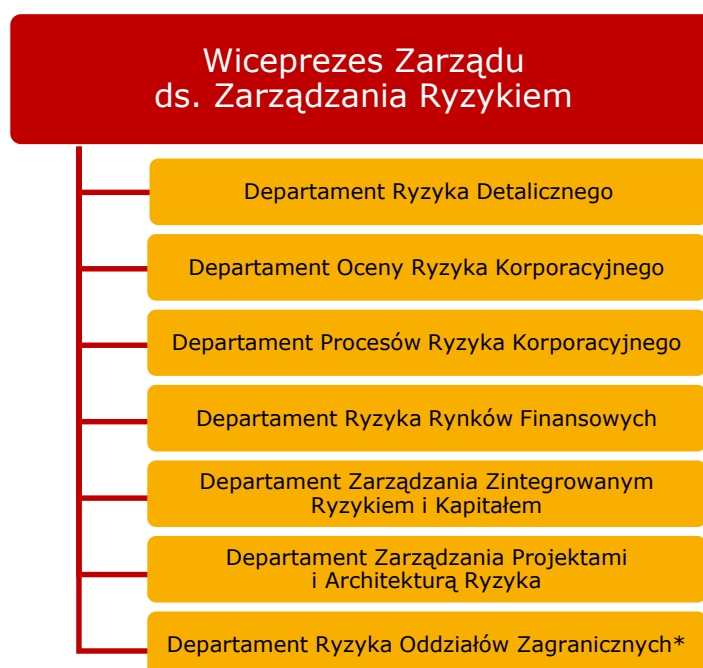 Wiceprezes Zarządu
ds. Zarządzania Ryzykiem
Departament Ryzyka Detalicznego
Departament Oceny Ryzyka Korporacyjnego
Departament Procesów Ryzyka Korporacyjnego
Departament Ryzyka Rynków Finansowych
Departament Zarządzania Zintegrowanym
Ryzykiem i Kapitałem
Departament Zarządzania Projektami
i Architekturą Ryzyka
Departament Ryzyka Oddziałów Zagranicznych*